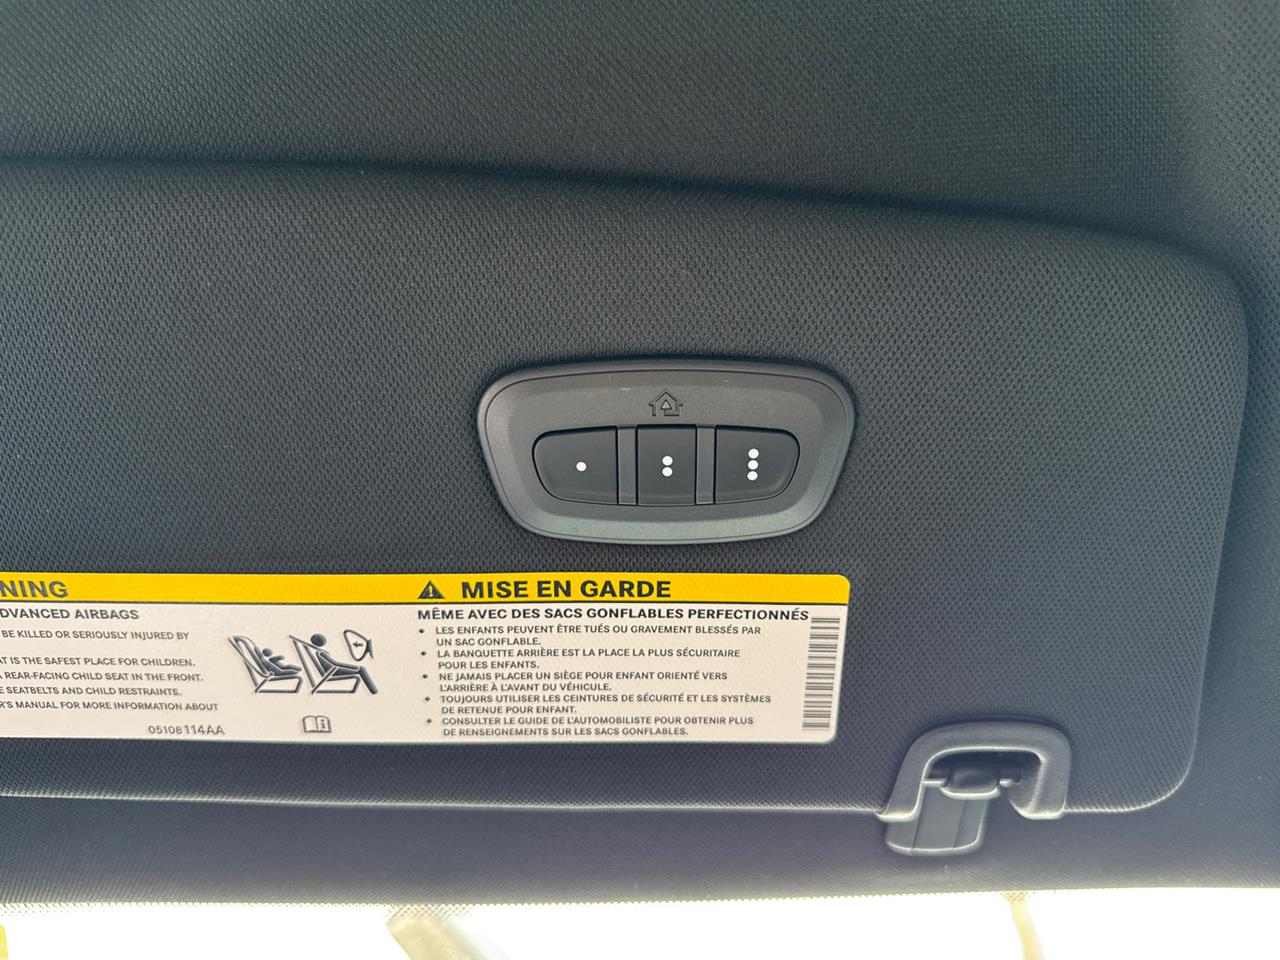 NING
DVANCED AIRBAGS
BE KILLED OR SERIOUSLY INJURED BY
AT IS THE SAFEST PLACE FOR CHILDREN.
REAR-FACING CHILD SEAT IN THE FRONT.
E SEATBELTS AND CHILD RESTRAINTS.
R'S MANUAL FOR MORE INFORMATION ABOUT
05108114AA
MISE EN GARDE
MÊME AVEC DES SACS GONFLABLES PERFECTIONNÉS
• LES ENFANTS PEUVENT ÊTRE TUÉS OU GRAVEMENT BLESSÉS PAR
UN SAC GONFLABLE.
• LA BANQUETTE ARRIÈRE EST LA PLACE LA PLUS SÉCURITAIRE
POUR LES ENFANTS.
• NE JAMAIS PLACER UN SIÈGE POUR ENFANT ORIENTÉ VERS
L'ARRIÈRE À L'AVANT DU VÉHICULE.
• TOUJOURS UTILISER LES CEINTURES DE SÉCURITÉ ET LES SYSTÈMES
DE RETENUE POUR ENFANT.
• CONSULTER LE GUIDE DE L'AUTOMOBILISTE POUR OBTENIR PLUS
DE RENSEIGNEMENTS SUR LES SACS GONFLABLES.